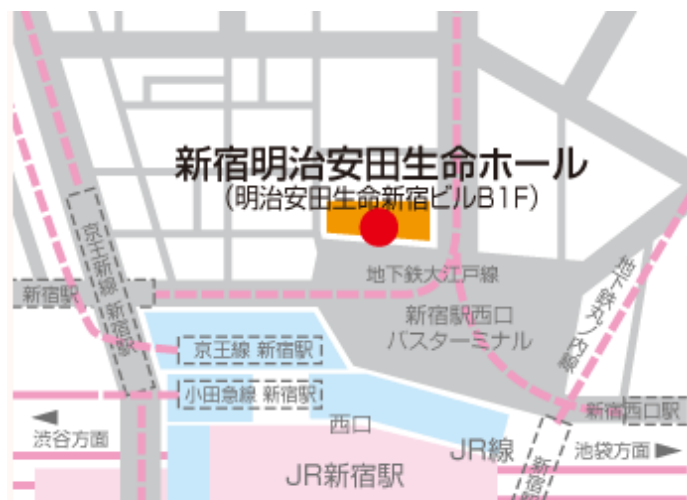 新宿明治安田生命ホール
（明治安田生命新宿ビルB1F）
京王新線 新宿駅
地下鉄大江戸線
地下鉄丸ノ内線
新宿駅
新宿駅西口
バスターミナル
京王線 新宿駅
小田急線 新宿駅
新宿西口駅
西口
◀
渋谷方面
JR線
池袋方面▶
JR新宿駅
新宿